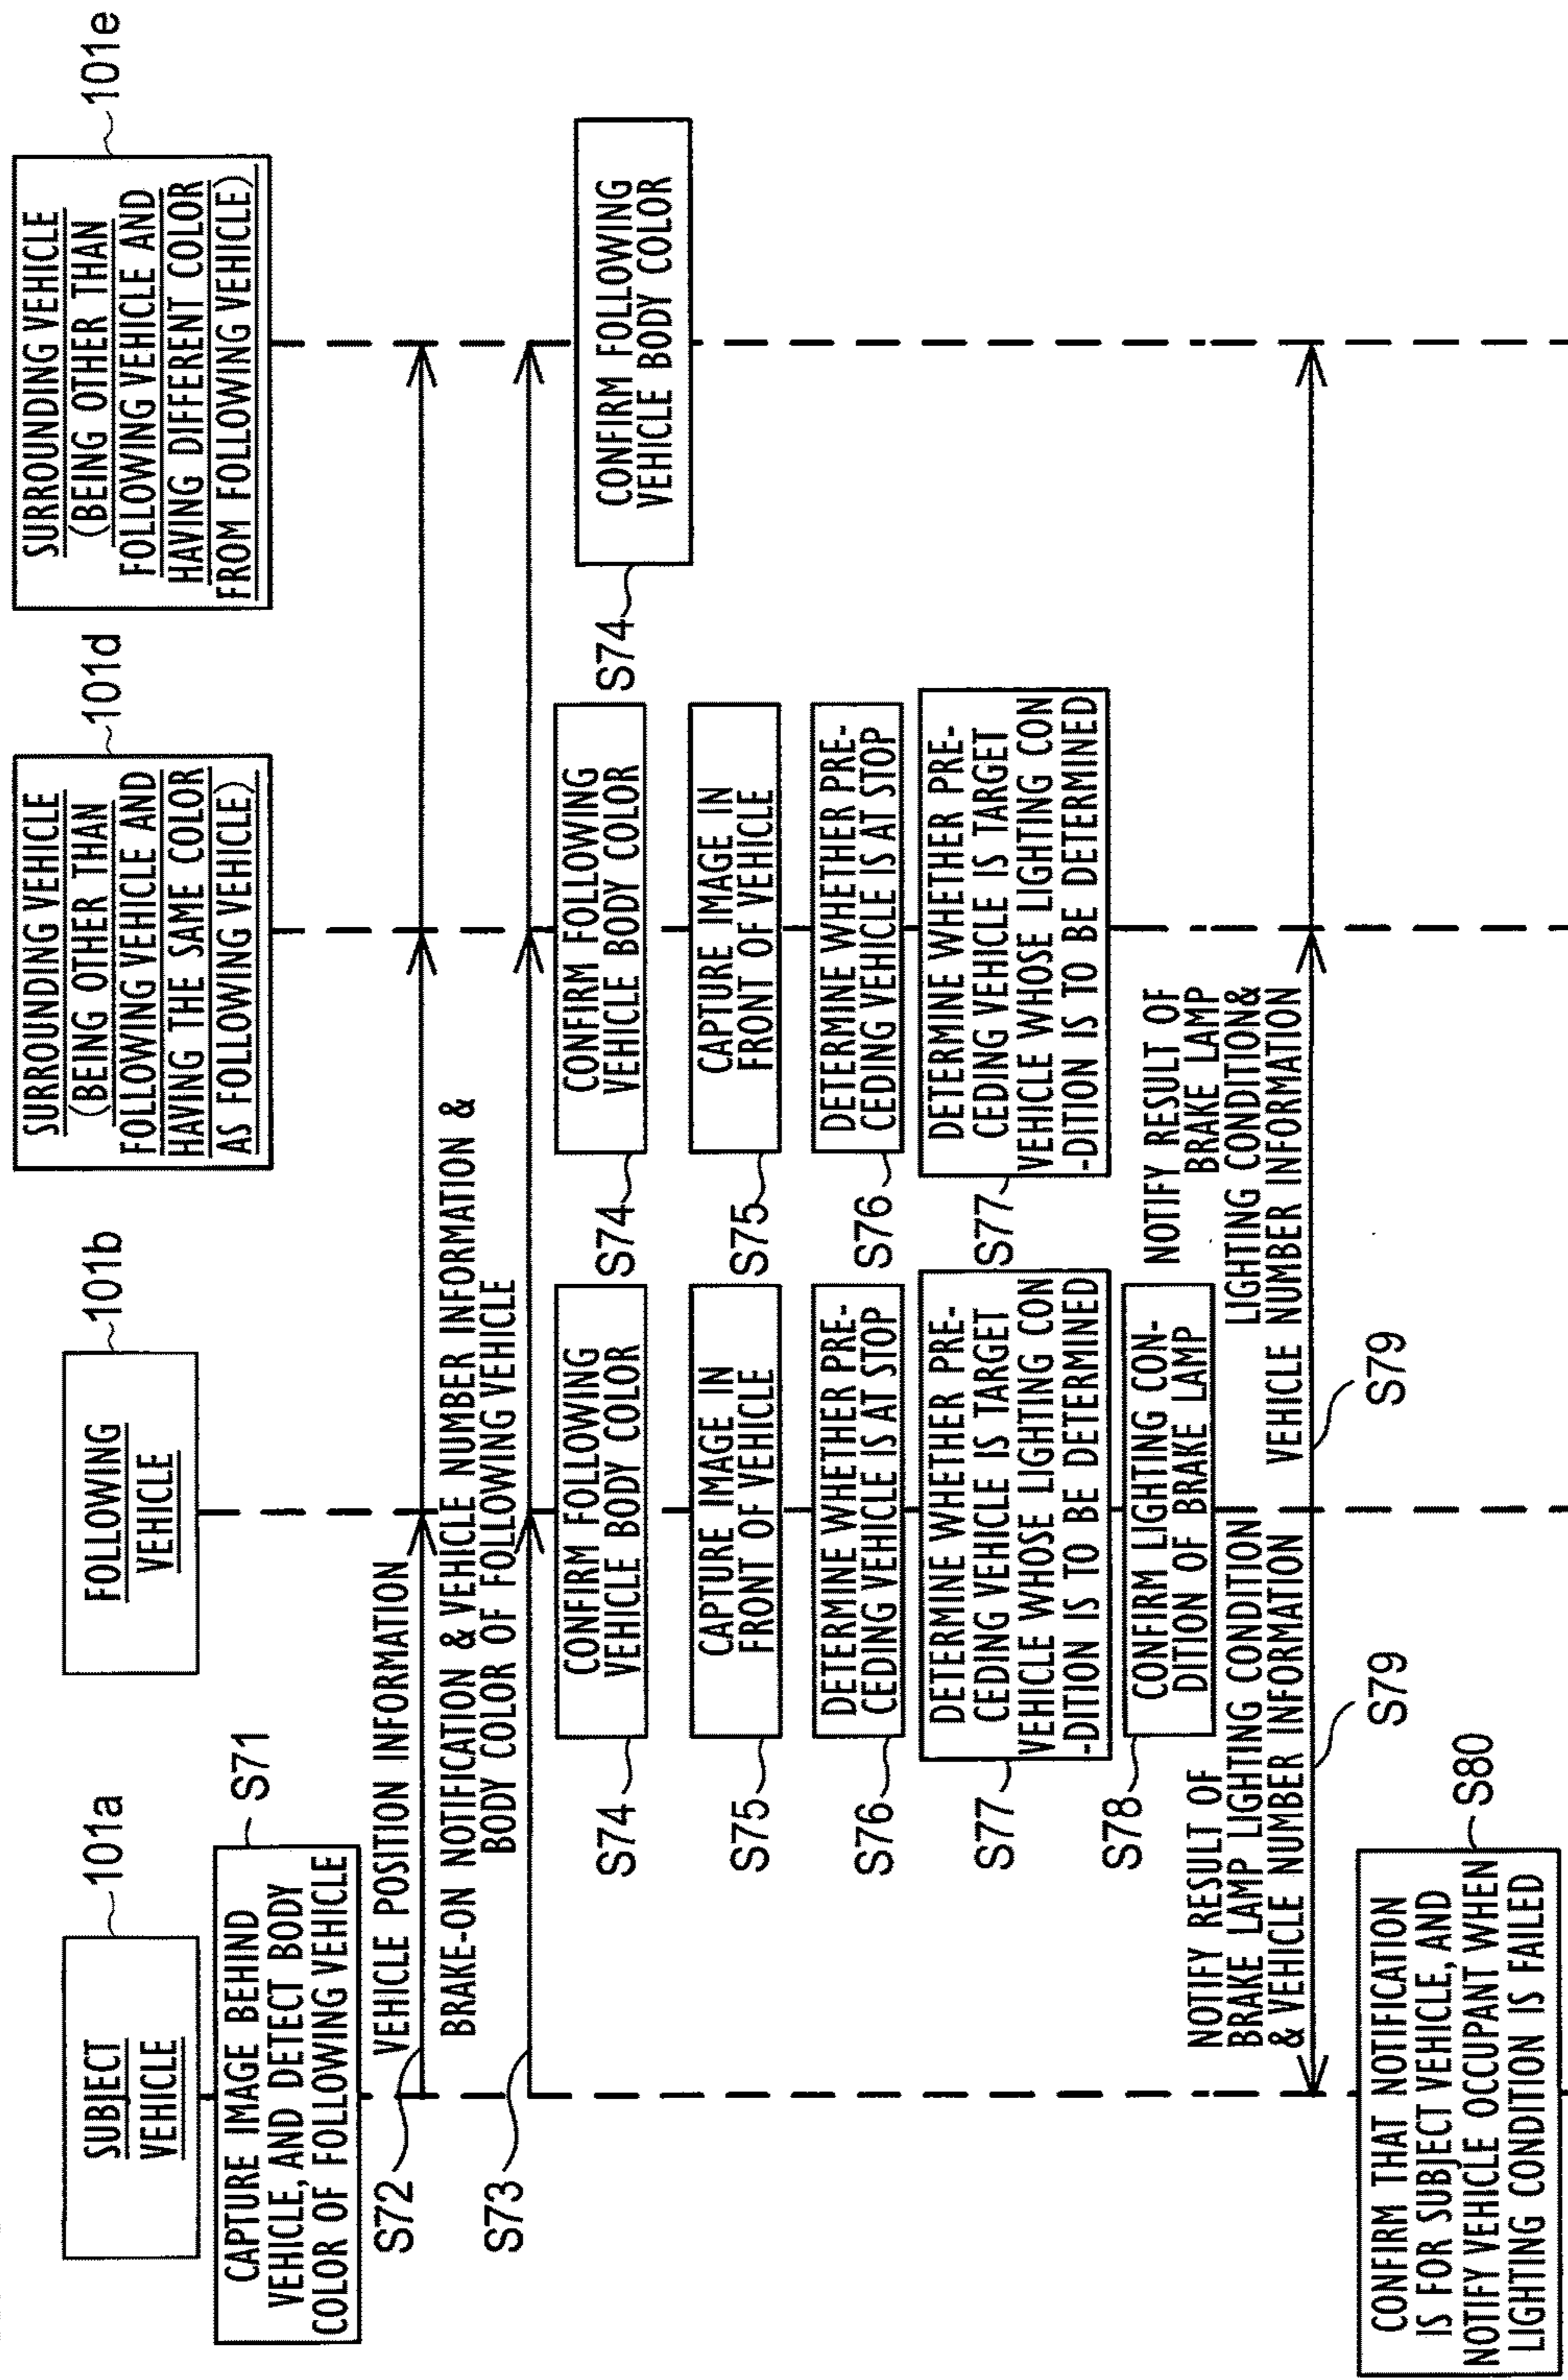 SUBJECT
VEHICLE
101a
FOLLOWING
VEHICLE
101b
SURROUNDING VEHICLE
(BEING OTHER THAN
FOLLOWING VEHICLE AND
HAVING THE SAME COLOR
AS FOLLOWING VEHICLE)
101d
SURROUNDING VEHICLE
(BEING OTHER THAN
FOLLOWING VEHICLE AND
HAVING DIFFERENT COLOR
FROM FOLLOWING VEHICLE)
101e
CAPTURE IMAGE BEHIND
VEHICLE, AND DETECT BODY
COLOR OF FOLLOWING VEHICLE
S71
S72
VEHICLE POSITION INFORMATION
S73
BRAKE-ON NOTIFICATION & VEHICLE NUMBER INFORMATION &
BODY COLOR OF FOLLOWING VEHICLE
S74
CONFIRM FOLLOWING
VEHICLE BODY COLOR
S74
CONFIRM FOLLOWING
VEHICLE BODY COLOR
S74
CONFIRM FOLLOWING
VEHICLE BODY COLOR
S75
CAPTURE IMAGE IN
FRONT OF VEHICLE
S75
CAPTURE IMAGE IN
FRONT OF VEHICLE
S76
DETERMINE WHETHER PRE-
CEDING VEHICLE IS AT STOP
S76
DETERMINE WHETHER PRE-
CEDING VEHICLE IS AT STOP
S77
DETERMINE WHETHER PRE-
CEDING VEHICLE IS TARGET
VEHICLE WHOSE LIGHTING CON
-DITION IS TO BE DETERMINED
S77
DETERMINE WHETHER PRE-
CEDING VEHICLE IS TARGET
VEHICLE WHOSE LIGHTING CON
-DITION IS TO BE DETERMINED
S78
CONFIRM LIGHTING CON-
DITION OF BRAKE LAMP
NOTIFY RESULT OF
BRAKE LAMP LIGHTING CONDITION
& VEHICLE NUMBER INFORMATION
S79
NOTIFY RESULT OF
BRAKE LAMP
LIGHTING CONDITION&
VEHICLE NUMBER INFORMATION
S79
CONFIRM THAT NOTIFICATION
IS FOR SUBJECT VEHICLE, AND
NOTIFY VEHICLE OCCUPANT WHEN
LIGHTING CONDITION IS FAILED
S80